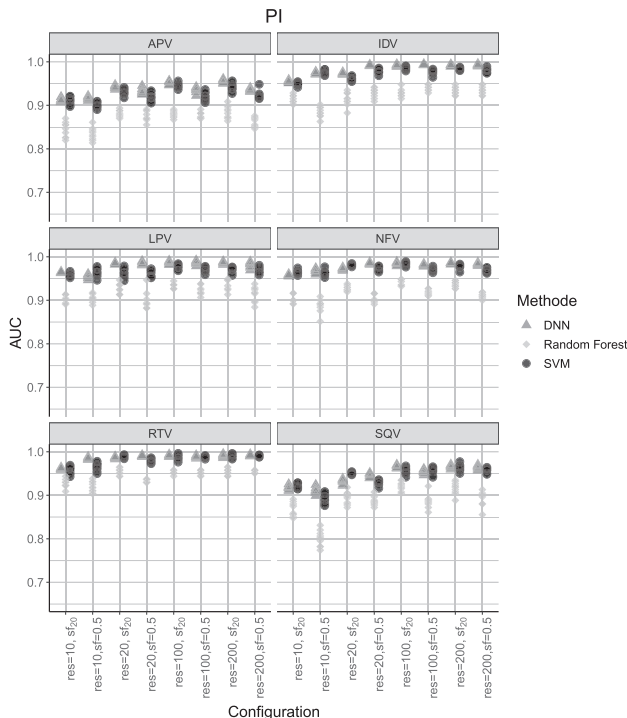 PI
APV
IDV
1.0
0.9
0.8
0.7
LPV
NFV
1.0
0.9
0.8
0.7
RTV
SQV
1.0
0.9
0.8
0.7
AUC
res=10, sf20
res=10,sf=0.5
res=20, sf20
res=20,sf=0.5
res=100, sf20
res=100,sf=0.5
res=200, sf20
res=200,sf=0.5
res=10, sf20
res=10,sf=0.5
res=20, sf20
res=20,sf=0.5
res=100, sf20
res=100,sf=0.5
res=200, sf20
res=200,sf=0.5
Configuration
Methode
DNN
Random Forest
SVM